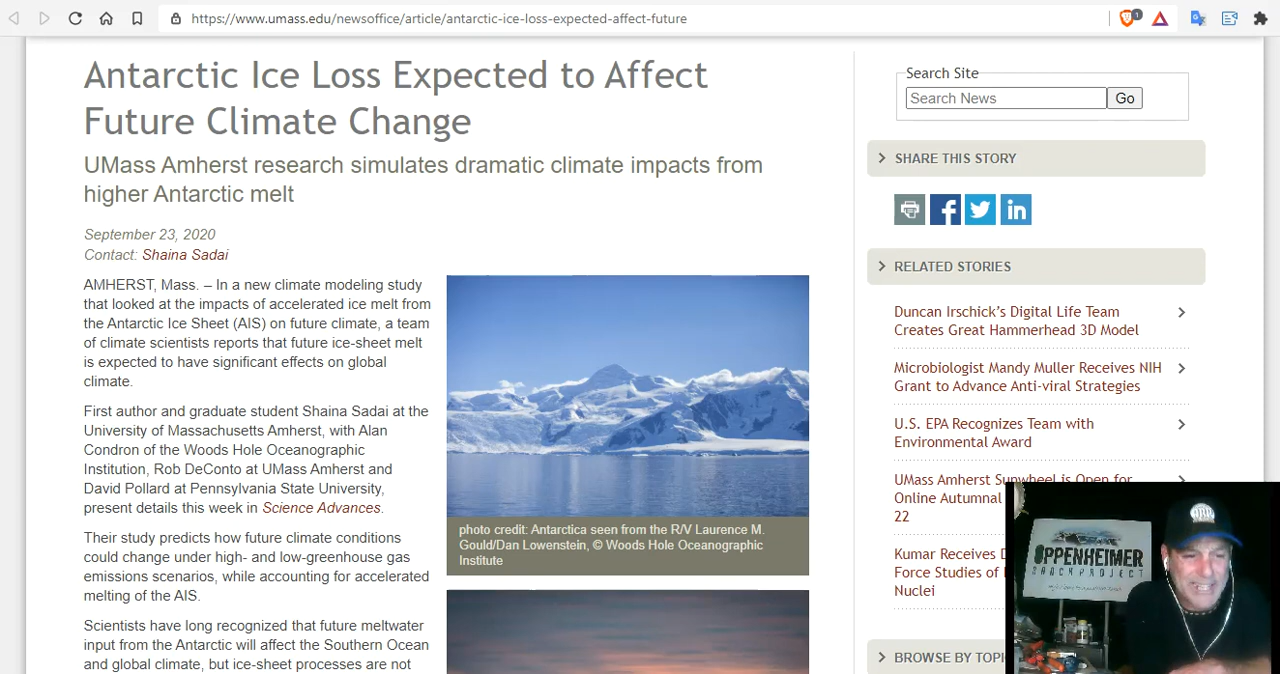 https://www.umass.edu/newsoffice/article/antarctic-ice-loss-expected-affect-future
1
Antarctic Ice Loss Expected to Affect
Future Climate Change
UMass Amherst research simulates dramatic climate impacts from
higher Antarctic melt
September 23, 2020
Contact: Shaina Sadai
AMHERST, Mass. – In a new climate modeling study
that looked at the impacts of accelerated ice melt from
the Antarctic Ice Sheet (AIS) on future climate, a team
of climate scientists reports that future ice-sheet melt
is expected to have significant effects on global
climate.
First author and graduate student Shaina Sadai at the
University of Massachusetts Amherst, with Alan
Condron of the Woods Hole Oceanographic
Institution, Rob DeConto at UMass Amherst and
David Pollard at Pennsylvania State University,
present details this week in Science Advances.
Their study predicts how future climate conditions
could change under high- and low-greenhouse gas
emissions scenarios, while accounting for accelerated
melting of the AIS.
Scientists have long recognized that future meltwater
input from the Antarctic will affect the Southern Ocean
and global climate, but ice-sheet processes are not
photo credit: Antarctica seen from the R/V Laurence M.
Gould/Dan Lowenstein, © Woods Hole Oceanographic
Institute
Search Site
Search News Go
SHARE THIS STORY
RELATED STORIES
Duncan Irschick's Digital Life Team
Creates Great Hammerhead 3D Model
Microbiologist Mandy Muller Receives NIH
Grant to Advance Anti-viral Strategies
U.S. EPA Recognizes Team with
Environmental Award
UMass Amherst Sunwheel is Open for
Online Autumnal
22
Kumar Receives
Force Studies of
Nuclei
BROWSE BY TOPI
OPPENHEIMER
RANCH PROJECT